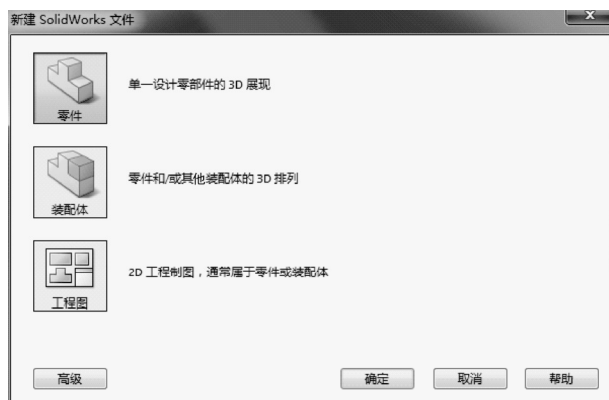 新建 SolidWorks 文件
零件
单一设计零部件的 3D 展现
装配体
零件和/或其他装配体的 3D 排列
工程图
2D 工程制图，通常属于零件或装配体
高级
确定
取消
帮助